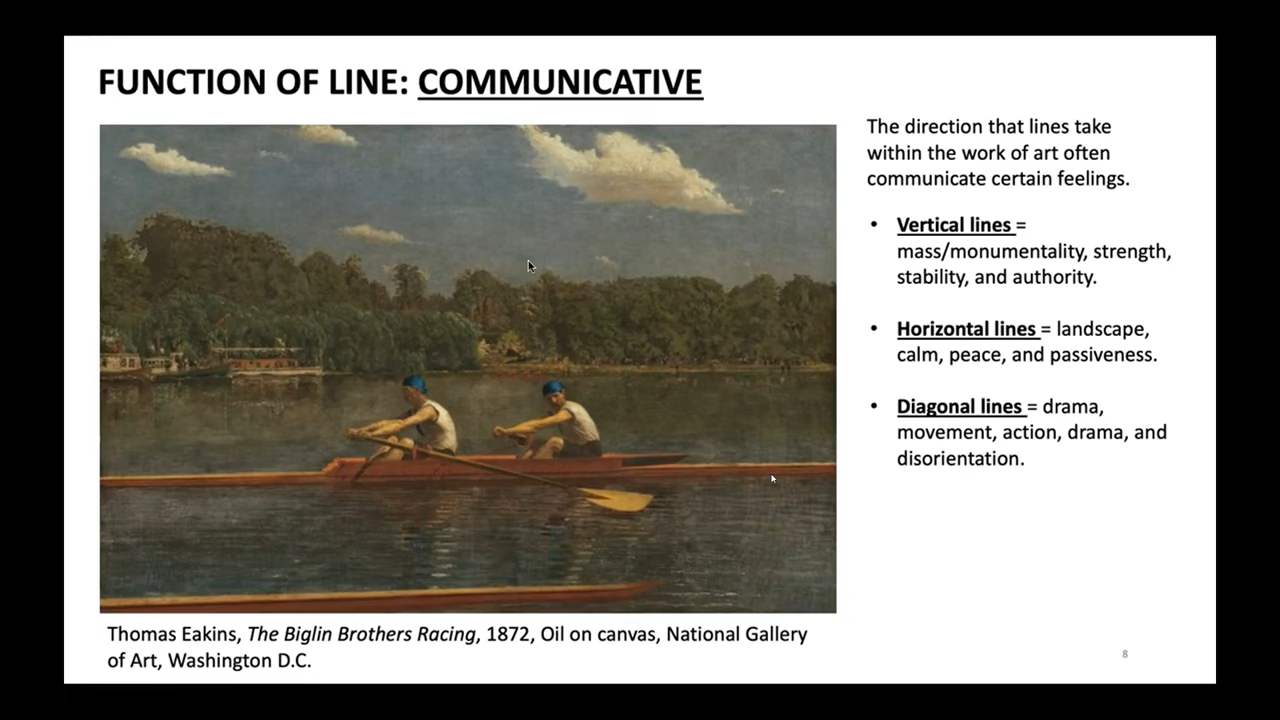 FUNCTION OF LINE: COMMUNICATIVE
The direction that lines take
within the work of art often
communicate certain feelings.
• Vertical lines =
mass/monumentality, strength,
stability, and authority.
• Horizontal lines = landscape,
calm, peace, and passiveness.
• Diagonal lines = drama,
movement, action, drama, and
disorientation.
Thomas Eakins, The Biglin Brothers Racing, 1872, Oil on canvas, National Gallery
of Art, Washington D.C.
8